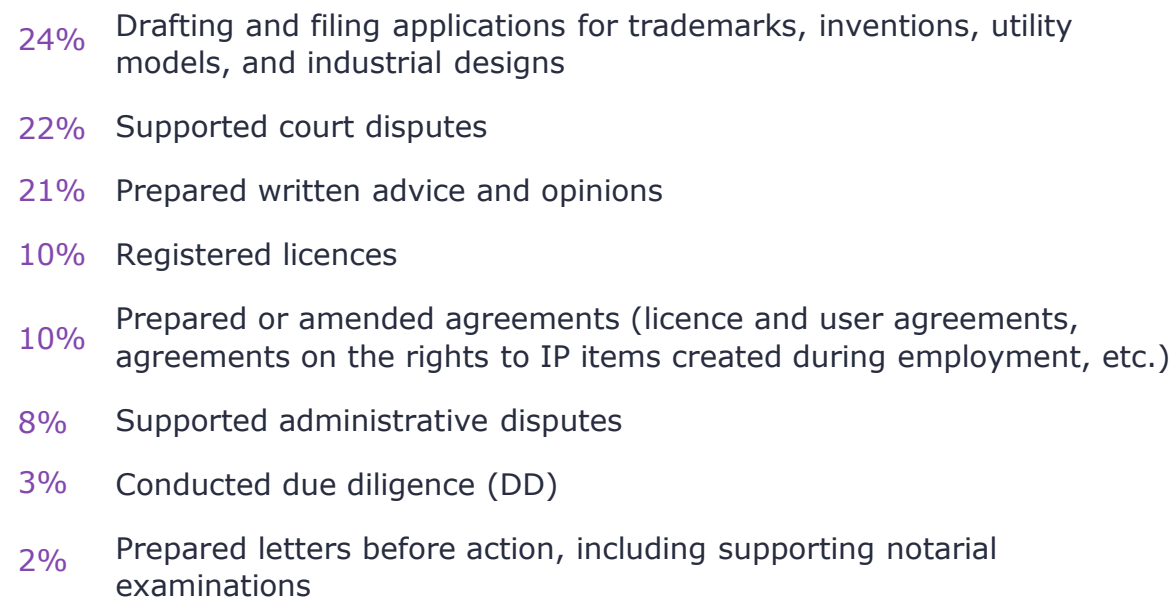 24% Drafting and filing applications for trademarks, inventions, utility
models, and industrial designs
22% Supported court disputes
21% Prepared written advice and opinions
10% Registered licences
10% Prepared or amended agreements (licence and user agreements,
agreements on the rights to IP items created during employment, etc.)
8% Supported administrative disputes
3% Conducted due diligence (DD)
2% Prepared letters before action, including supporting notarial
examinations